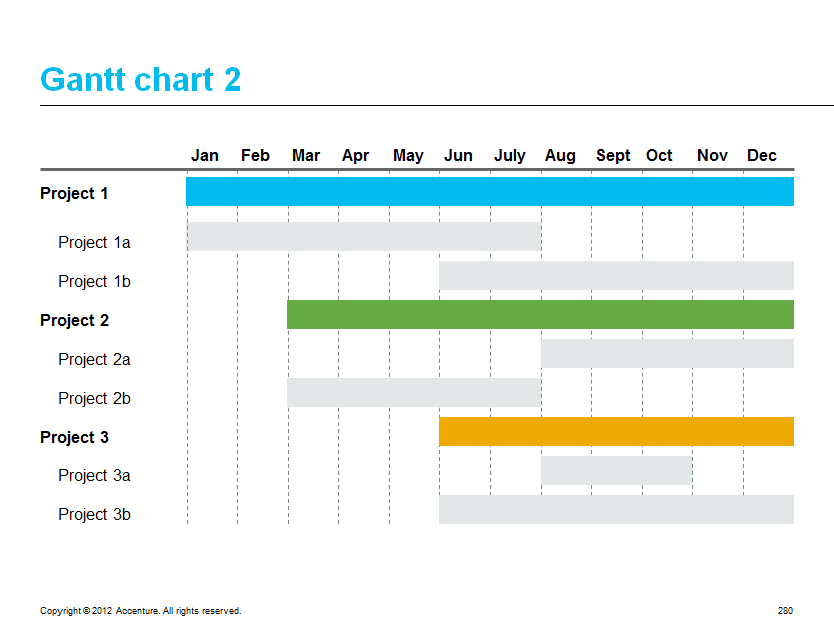 Gantt chart 2
Jan Feb Mar Apr May Jun July Aug Sept Oct Nov Dec
Project 1
Project 1a
Project 1b
Project 2
Project 2a
Project 2b
Project 3
Project 3a
Project 3b
Copyright © 2012 Accenture. All rights reserved. 280